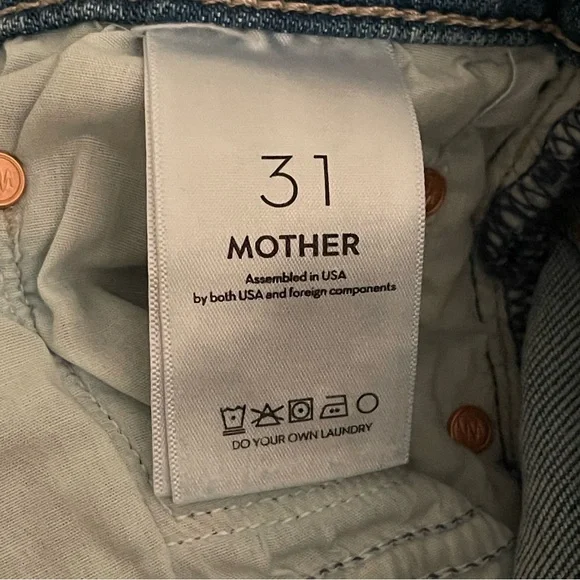 31
MOTHER
Assembled in USA
by both USA and foreign components
DO YOUR OWN LAUNDRY